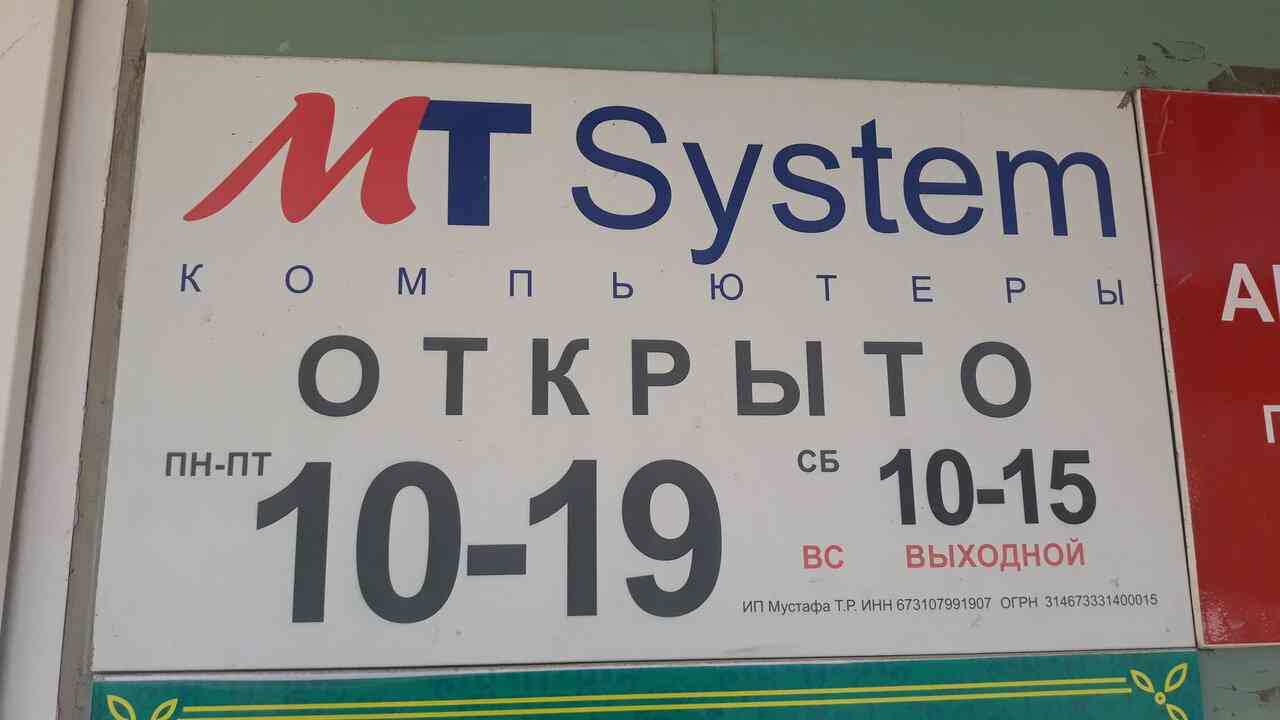 MT System
КОМПЬЮТЕРЫ
ОТКРЫТО
ПН-ПТ 10-19
СБ 10-15
ВС ВЫХОДНОЙ
ИП Мустафа Т.Р. ИНН 673107991907 ОГРН 314673331400015